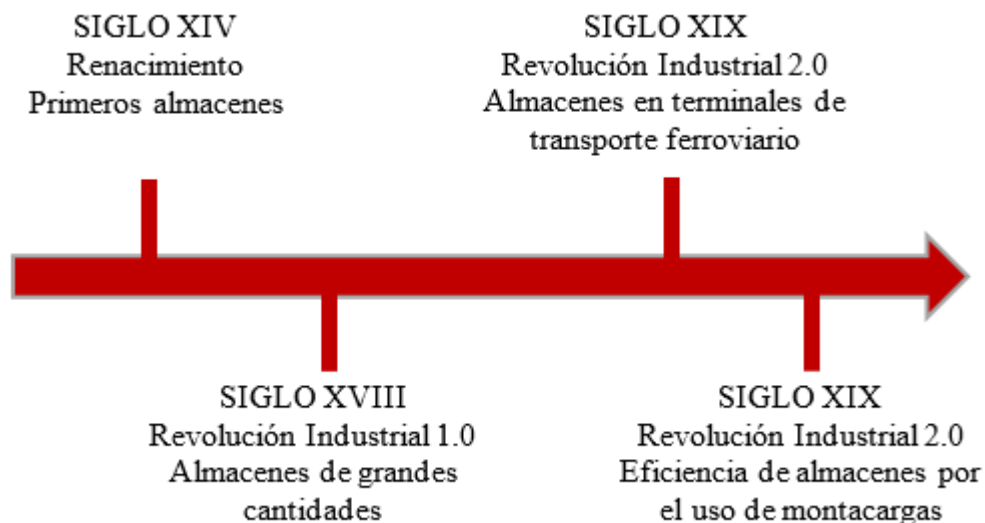 SIGLO XIV
Renacimiento
Primeros almacenes
SIGLO XIX
Revolución Industrial 2.0
Almacenes en terminales de
transporte ferroviario
SIGLO XVIII
Revolución Industrial 1.0
Almacenes de grandes
cantidades
SIGLO XIX
Revolución Industrial 2.0
Eficiencia de almacenes por
el uso de montacargas